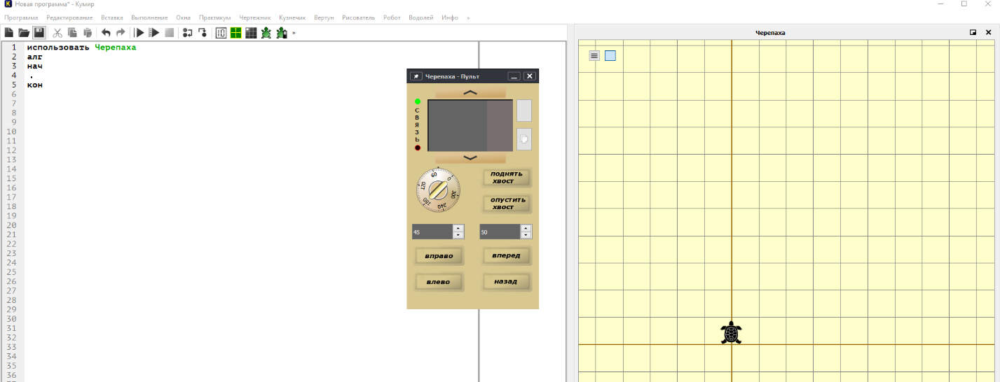 K Новая программа* - Кумир
Программа Редактирование Вставка Выполнение Окна Практикум Чертежник Кузнечик Вертун Рисователь Робот Водолей Инфо »
10 »
1 использовать Черепаха
2 алг
3 нач
4 .
5 кон
6
7
8
9
10
11
12
13
14
15
16
17
18
19
20
21
22
23
24
25
26
27
28
29
30
31
32
33
34
35
36
Черепаха - Пульт
СВЯЗЬ
0 60 120 180 240 300
поднять
хвост
опустить
хвост
45 50
вправо вперед
влево назад
Черепаха